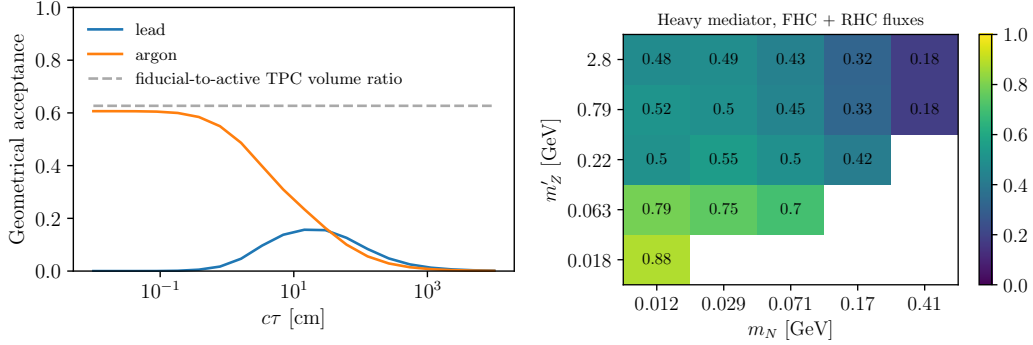 1.0
0.8
0.6
0.4
0.2
0.0
Geometrical acceptance
lead
argon
fiducial-to-active TPC volume ratio
10⁻¹ 10¹ 10³
cτ [cm]
Heavy mediator, FHC + RHC fluxes
m′_Z [GeV]
2.8 0.48 0.49 0.43 0.32 0.18
0.79 0.52 0.5 0.45 0.33 0.18
0.22 0.5 0.55 0.5 0.42
0.063 0.79 0.75 0.7
0.018 0.88
0.012 0.029 0.071 0.17 0.41
m_N [GeV]
1.0
0.8
0.6
0.4
0.2
0.0